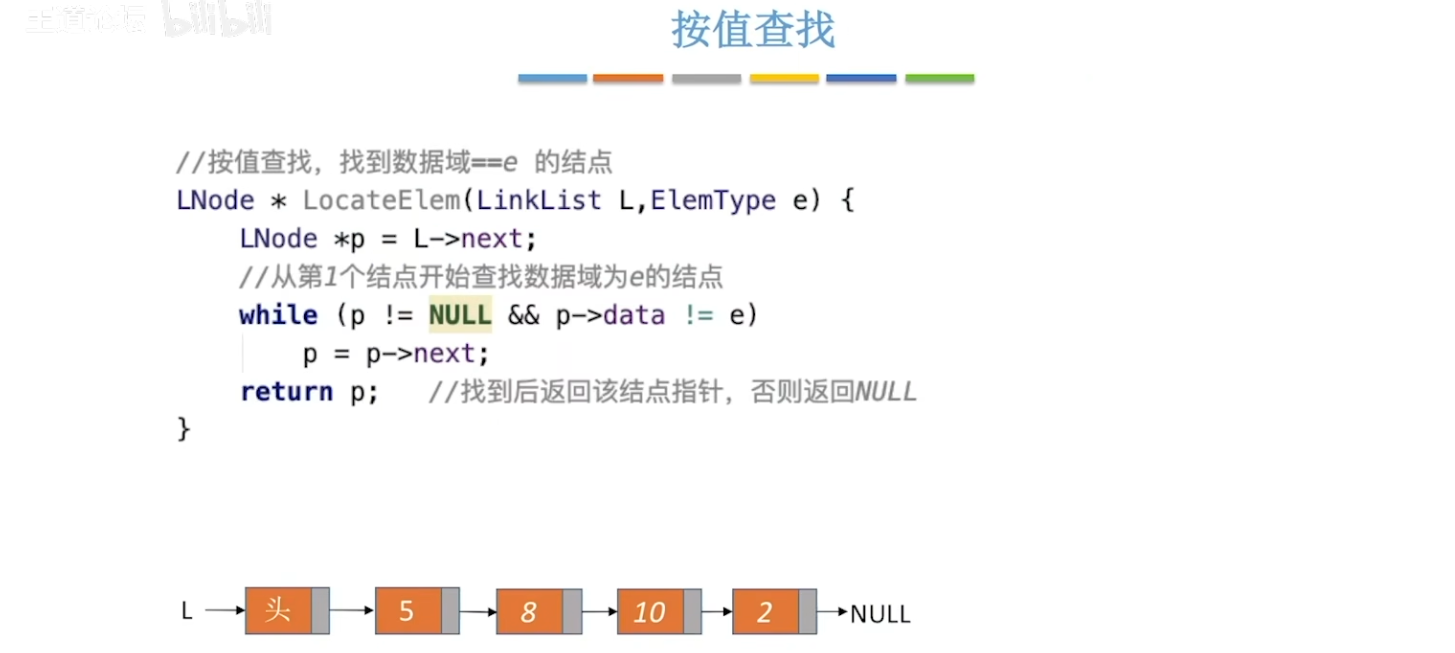 王道论坛 bilibili
按值查找
//按值查找，找到数据域==e 的结点
LNode * LocateElem(LinkList L,ElemType e) {
LNode *p = L->next;
//从第1个结点开始查找数据域为e的结点
while (p != NULL && p->data != e)
p = p->next;
return p; //找到后返回该结点指针，否则返回NULL
}
L 头 5 8 10 2 NULL